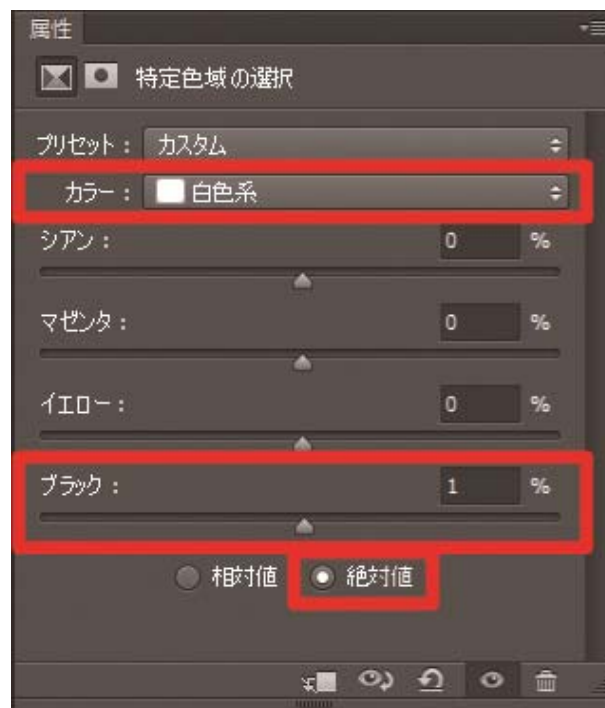 属性
特定色域の選択
プリセット： カスタム
カラー： 白色系
シアン： 0 %
マゼンタ： 0 %
イエロー： 0 %
ブラック： 1 %
相対値 絶対値